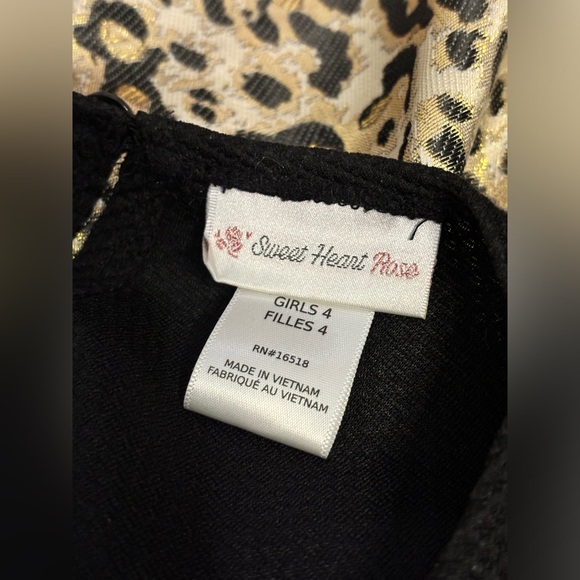 Sweet Heart Rose
GIRLS 4
FILLES 4
RN#16518
MADE IN VIETNAM
FABRIQUÉ AU VIETNAM